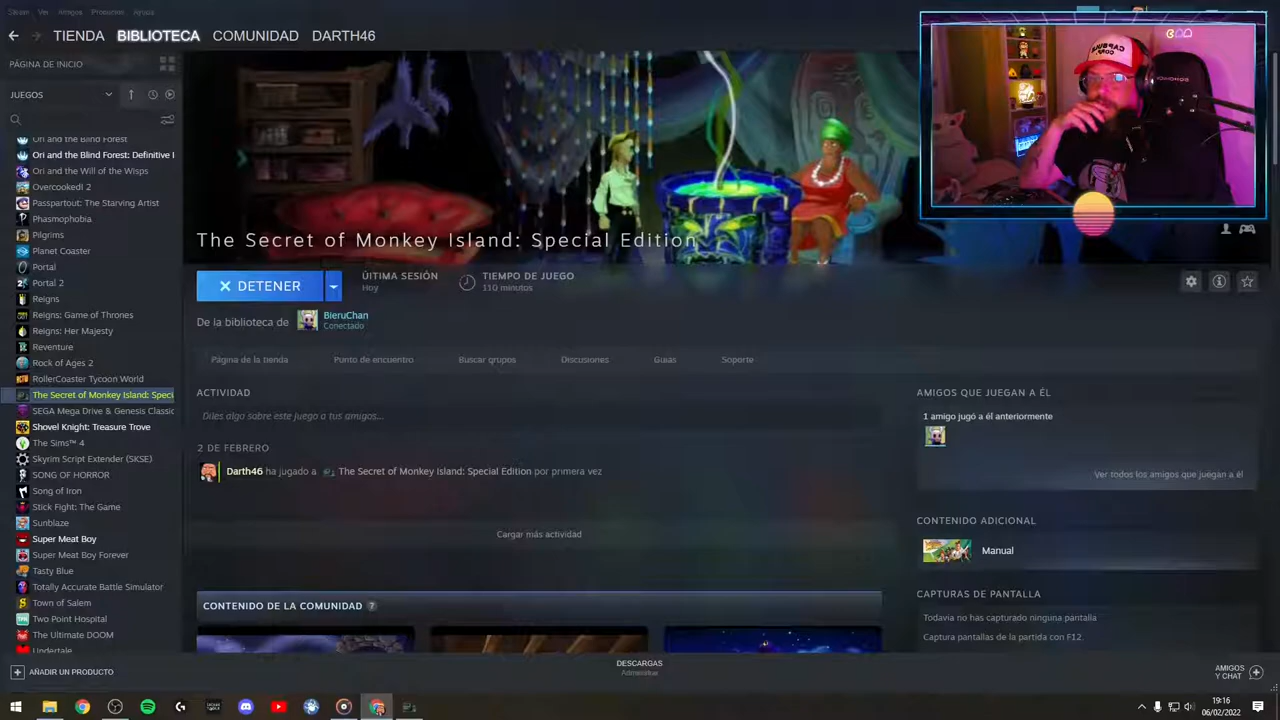 Steam Ver Amigos Productos Ayuda
TIENDA BIBLIOTECA COMUNIDAD DARTH46
PÁGINA DE INICIO
JUEGOS
Ori and the Blind Forest
Ori and the Blind Forest: Definitive I
Ori and the Will of the Wisps
Overcooked! 2
Passpartout: The Starving Artist
Phasmophobia
Pilgrims
Planet Coaster
Portal
Portal 2
Reigns
Reigns: Game of Thrones
Reigns: Her Majesty
Reventure
Rock of Ages 2
RollerCoaster Tycoon World
The Secret of Monkey Island: Speci
SEGA Mega Drive & Genesis Classic
Shovel Knight: Treasure Trove
The Sims™ 4
Skyrim Script Extender (SKSE)
SONG OF HORROR
Song of Iron
Stick Fight: The Game
Sunblaze
Super Meat Boy
Super Meat Boy Forever
Tasty Blue
Totally Accurate Battle Simulator
Town of Salem
Two Point Hospital
The Ultimate DOOM
Undertale
AÑADIR UN PRODUCTO
The Secret of Monkey Island: Special Edition
DETENER
ÚLTIMA SESIÓN
Hoy
TIEMPO DE JUEGO
110 minutos
De la biblioteca de
BieruChan
Conectado
Página de la tienda Punto de encuentro Buscar grupos Discusiones Guías Soporte
ACTIVIDAD
Diles algo sobre este juego a tus amigos...
2 DE FEBRERO
Darth46 ha jugado a The Secret of Monkey Island: Special Edition por primera vez
Cargar más actividad
CONTENIDO DE LA COMUNIDAD ?
AMIGOS QUE JUEGAN A ÉL
1 amigo jugó a él anteriormente
Ver todos los amigos que juegan a él
CONTENIDO ADICIONAL
Manual
CAPTURAS DE PANTALLA
Todavía no has capturado ninguna pantalla
Captura pantallas de la partida con F12.
DESCARGAS
Administrar
AMIGOS
Y CHAT
19:16
06/02/2022